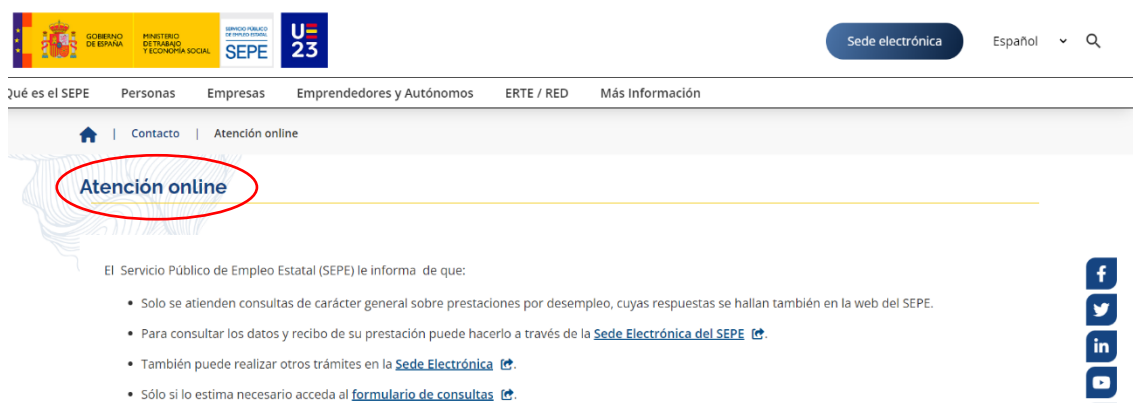 GOBIERNO
DE ESPAÑA
MINISTERIO
DE TRABAJO
Y ECONOMÍA SOCIAL
SERVICIO PÚBLICO
DE EMPLEO ESTATAL
SEPE
UE
23
Sede electrónica
Español
Qué es el SEPE Personas Empresas Emprendedores y Autónomos ERTE / RED Más Información
| Contacto | Atención online
Atención online
El Servicio Público de Empleo Estatal (SEPE) le informa de que:
• Solo se atienden consultas de carácter general sobre prestaciones por desempleo, cuyas respuestas se hallan también en la web del SEPE.
• Para consultar los datos y recibo de su prestación puede hacerlo a través de la Sede Electrónica del SEPE .
• También puede realizar otros trámites en la Sede Electrónica .
• Sólo si lo estima necesario acceda al formulario de consultas .
f
in